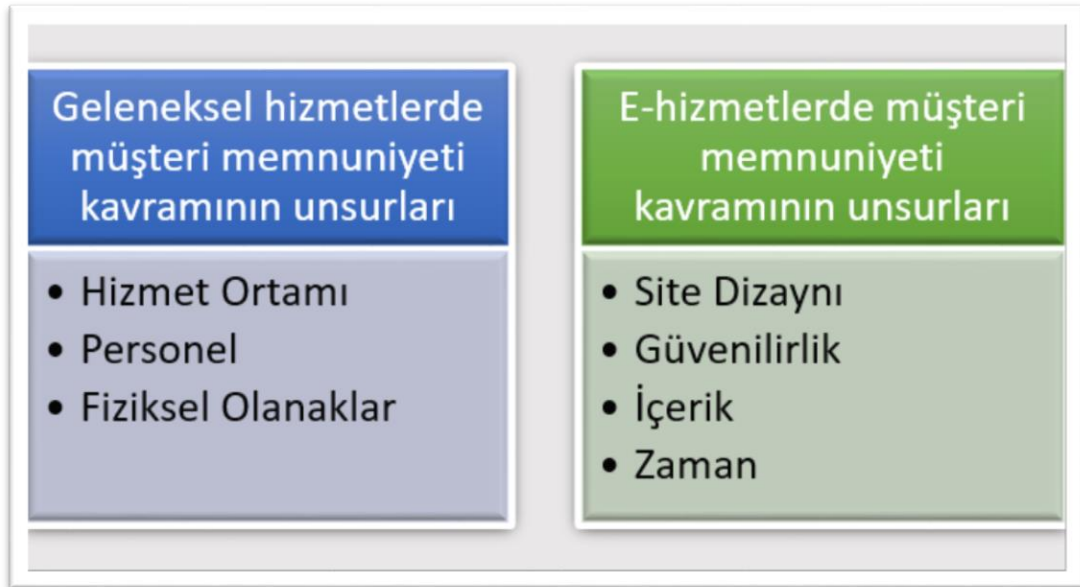 Geleneksel hizmetlerde
müşteri memnuniyeti
kavramının unsurları
• Hizmet Ortamı
• Personel
• Fiziksel Olanaklar
E-hizmetlerde müşteri
memnuniyeti
kavramının unsurları
• Site Dizaynı
• Güvenilirlik
• İçerik
• Zaman